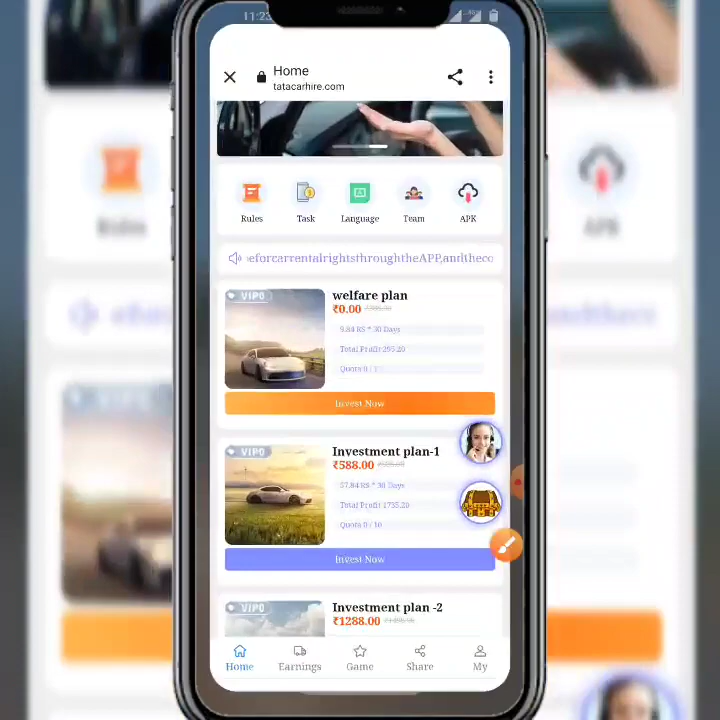 11:23
Home
tatacarhire.com
Rules
Task
Language
Team
APK
eforcarrentalrightsthroughtheAPP,andtheco
VIP0
welfare plan
₹0.00
9.84 RS * 30 Days
Total Profit 295.20
Quota 0 / 1
Invest Now
VIP0
Investment plan-1
₹588.00
57.84 RS * 30 Days
Total Profit 1735.20
Quota 0 / 10
Invest Now
VIP0
Investment plan -2
₹1288.00
Home
Earnings
Game
Share
My